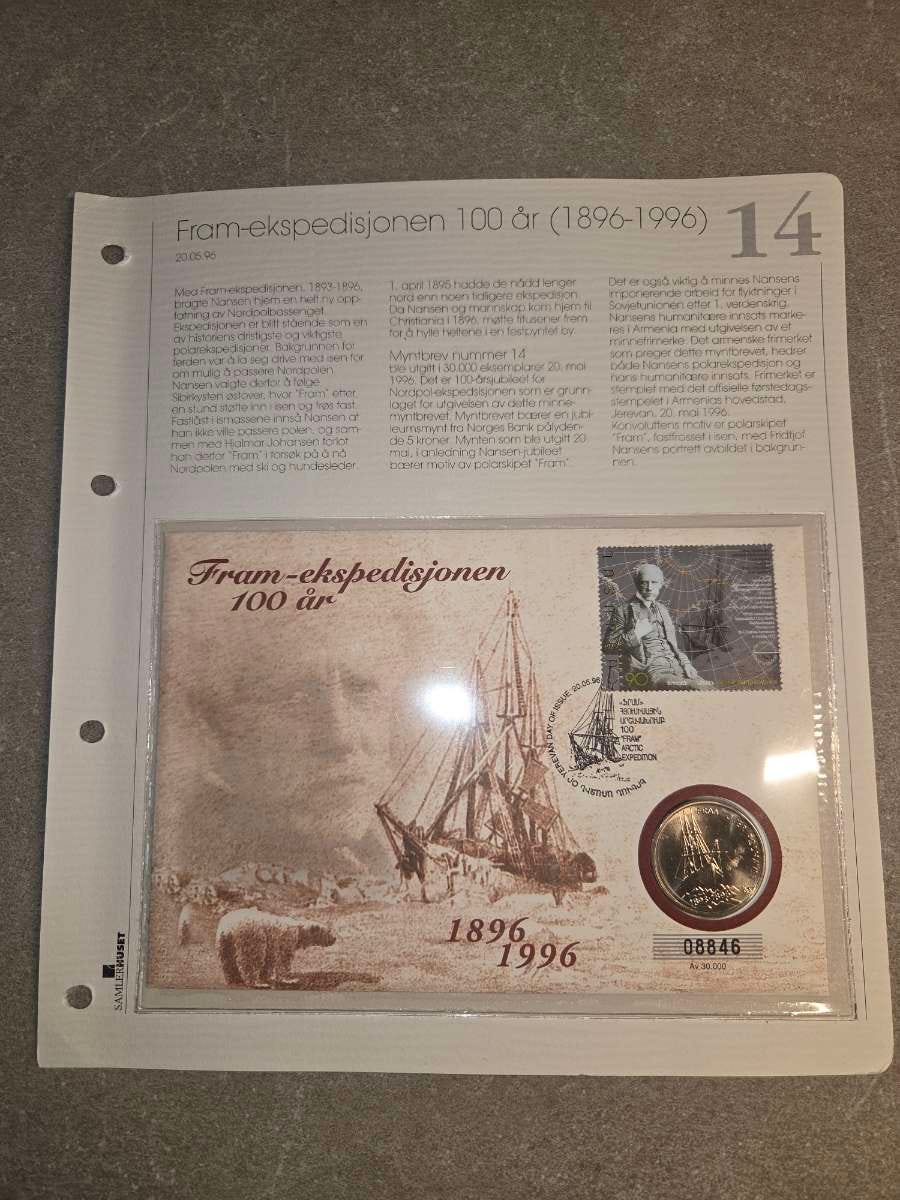 Fram-ekspedisjonen 100 år (1896-1996)
14
20.05.96
Med Fram-ekspedisjonen, 1893-1896,
bragte Nansen hjem en helt ny opp-
fatning av Nordpolbassenget.
Ekspedisjonen er blitt stående som en
av historiens dristigste og viktigste
polarekspedisjoner. Bakgrunnen for
ferden var å la seg drive med isen for
om mulig å passere Nordpolen.
Nansen valgte derfor å følge
Sibirkysten østover, hvor "Fram" etter
en stund støtte inn i isen og frøs fast.
Fastlåst i ismassene innså Nansen at
han ikke ville passere polen, og sam-
men med Hjalmar Johansen forlot
han derfor "Fram" i forsøk på å nå
Nordpolen med ski og hundesleder.
1. april 1895 hadde de nådd lenger
nord enn noen tidligere ekspedisjon.
Da Nansen og mannskap kom hjem til
Christiania i 1896, møtte titusener frem
for å hylle heltene i en festpyntet by.
Myntbrev nummer 14
ble utgitt i 30.000 eksemplarer 20. mai
1996. Det er 100-årsjubileet for
Nordpol-ekspedisjonen som er grunn-
laget for utgivelsen av dette minne-
myntbrevet. Myntbrevet bærer en jubi-
leumsmynt fra Norges Bank pålyden-
de 5 kroner. Mynten som ble utgitt 20.
mai, i anledning Nansen-jubileet
bærer motiv av polarskipet "Fram".
Det er også viktig å minnes Nansens
imponerende arbeid for flyktninger i
Sovjetunionen etter 1. verdenskrig.
Nansens humanitære innsats marke-
res i Armenia med utgivelsen av et
minnefrimerke. Det armenske frimerket
som preger dette myntbrevet, hedrer
både Nansens polarekspedisjon og
hans humanitære innsats. Frimerket er
stemplet med det offisielle førstedags-
stempelet i Armenias hovedstad,
Jerevan, 20. mai 1996.
Konvoluttens motiv er polarskipet
"Fram", fastfrosset i isen, med Fridtjof
Nansens portrett avbildet i bakgrun-
nen.
Fram-ekspedisjonen
100 år
90
YEREVAN DAY OF ISSUE 20.05.96
«ՖՐԱՄ»
ԱՐՇԱՎԱԽՈՒՄԲ
100
"FRAM"
ARCTIC
EXPEDITION
1896
1996
08846
Av 30.000
SAMLERHUSET